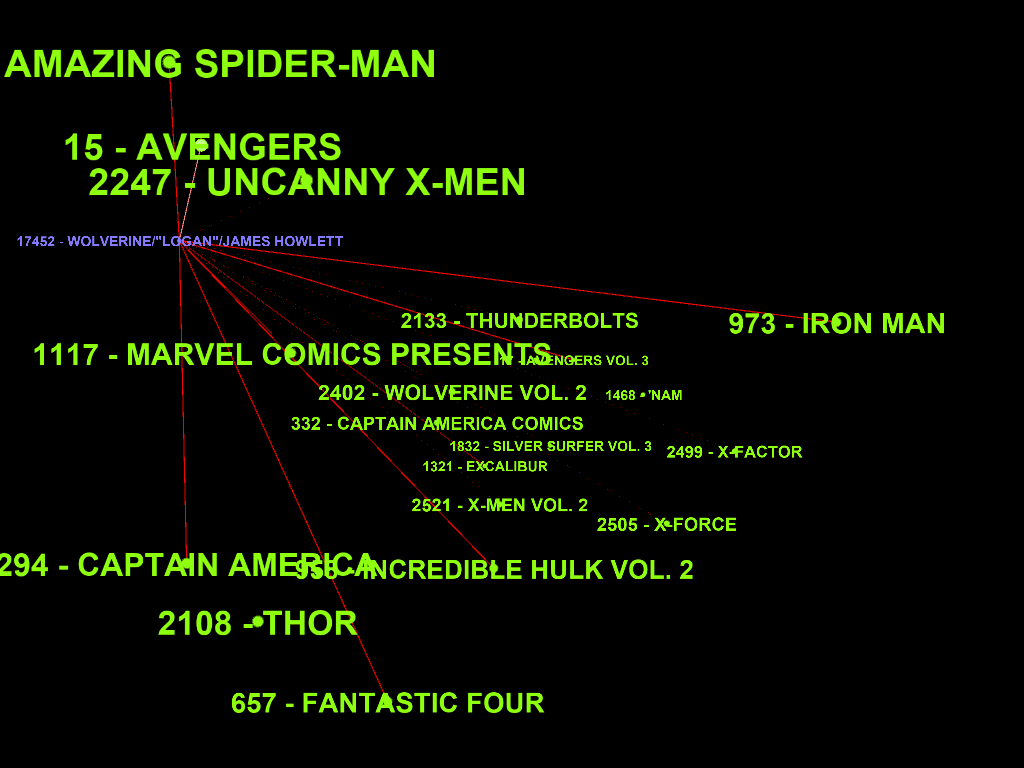 AMAZING SPIDER-MAN
15 - AVENGERS
2247 - UNCANNY X-MEN
17452 - WOLVERINE/"LOGAN"/JAMES HOWLETT
2133 - THUNDERBOLTS
973 - IRON MAN
1117 - MARVEL COMICS PRESENTS
- AVENGERS VOL. 3
2402 - WOLVERINE VOL. 2
1468 - 'NAM
332 - CAPTAIN AMERICA COMICS
1832 - SILVER SURFER VOL. 3
2499 - X-FACTOR
1321 - EXCALIBUR
2521 - X-MEN VOL. 2
2505 - X-FORCE
294 - CAPTAIN AMERICA
- INCREDIBLE HULK VOL. 2
2108 - THOR
657 - FANTASTIC FOUR